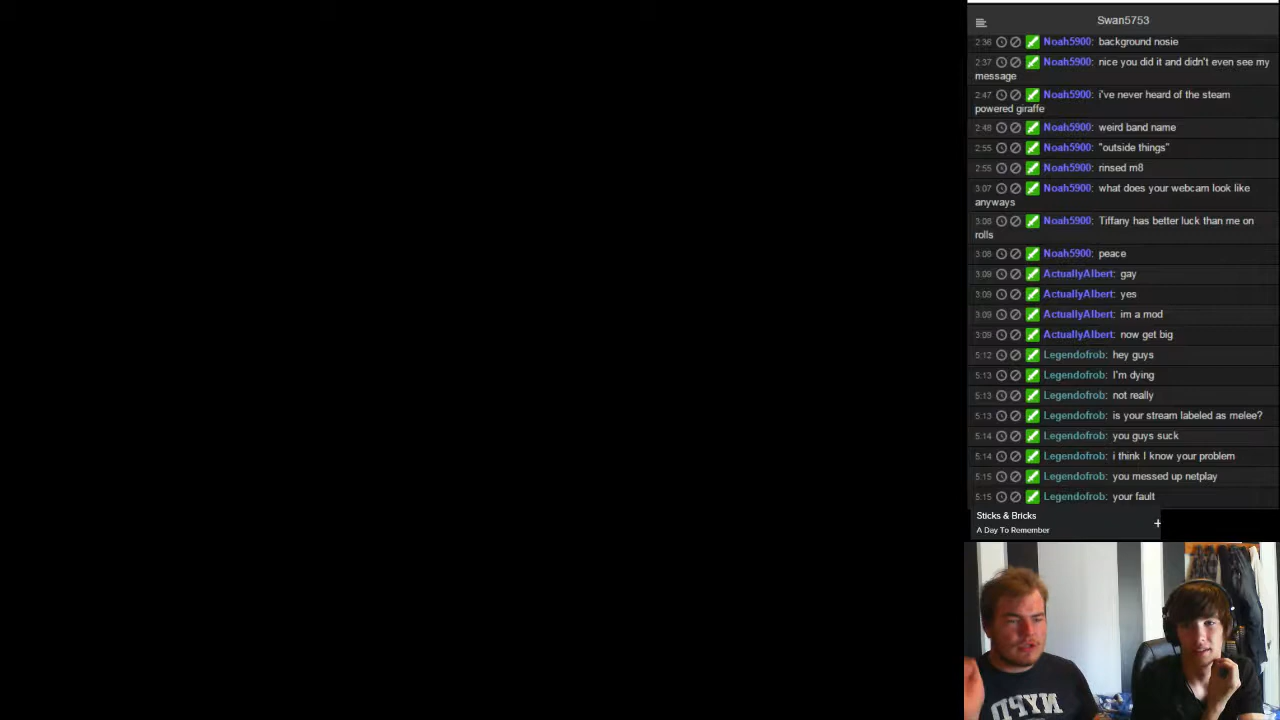 Swan5753
2:36 Noah5900: background nosie
2:37 Noah5900: nice you did it and didn't even see my
message
2:47 Noah5900: i've never heard of the steam
powered giraffe
2:48 Noah5900: weird band name
2:55 Noah5900: "outside things"
2:55 Noah5900: rinsed m8
3:07 Noah5900: what does your webcam look like
anyways
3:08 Noah5900: Tiffany has better luck than me on
rolls
3:08 Noah5900: peace
3:09 ActuallyAlbert: gay
3:09 ActuallyAlbert: yes
3:09 ActuallyAlbert: im a mod
3:09 ActuallyAlbert: now get big
5:12 Legendofrob: hey guys
5:13 Legendofrob: I'm dying
5:13 Legendofrob: not really
5:13 Legendofrob: is your stream labeled as melee?
5:14 Legendofrob: you guys suck
5:14 Legendofrob: i think I know your problem
5:15 Legendofrob: you messed up netplay
5:15 Legendofrob: your fault
Sticks & Bricks
+
A Day To Remember
NYPD